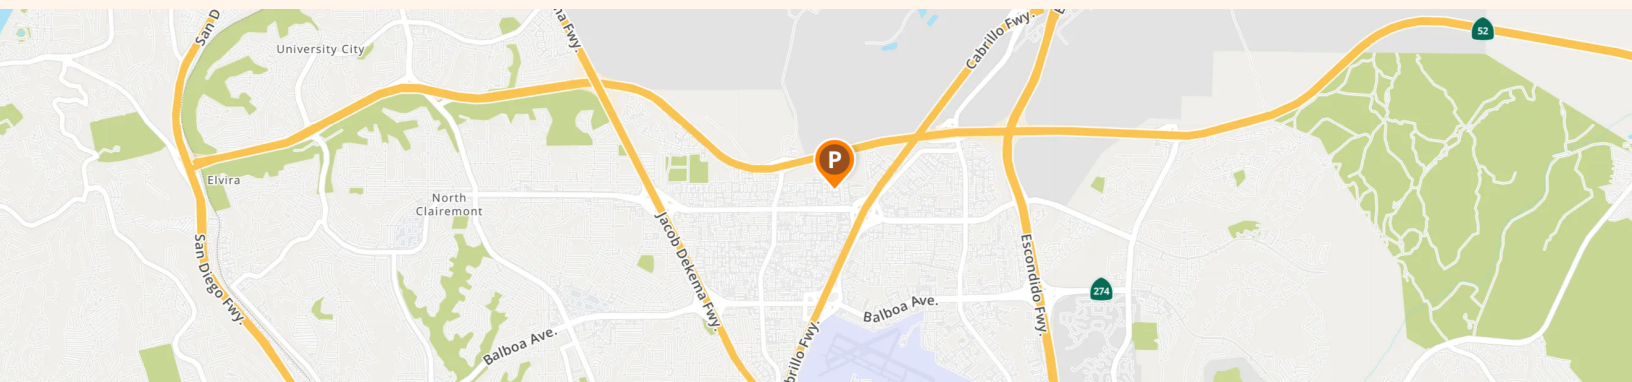 San D
na Fwy.
Cabrillo Fwy.
52
University City
P
Elvira
North
Clairemont
San Diego Fwy.
Jacob Dekema Fwy.
Escondido Fwy.
274
Balboa Ave.
Balboa Ave.
brillo Fwy.